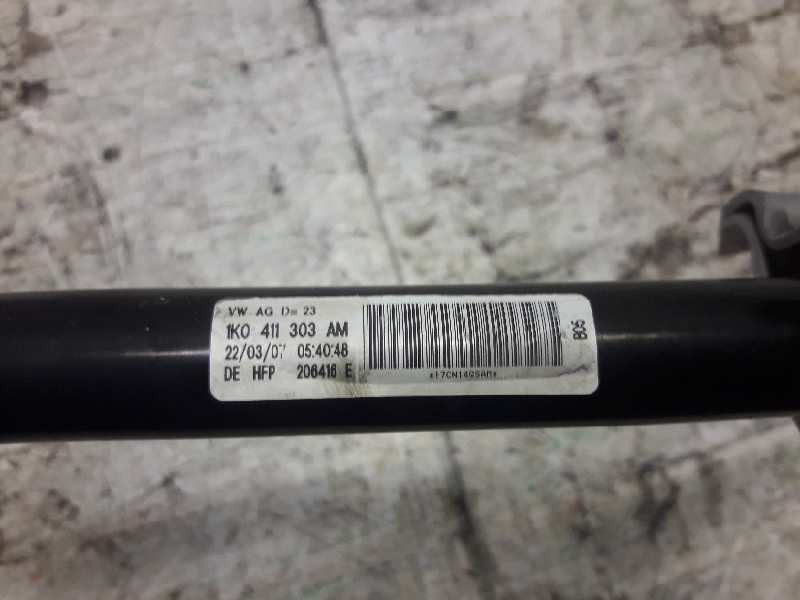 VW AG D= 23
1K0 411 303 AM
22/03/07 05:40:48
DE HFP 206416 E
B06